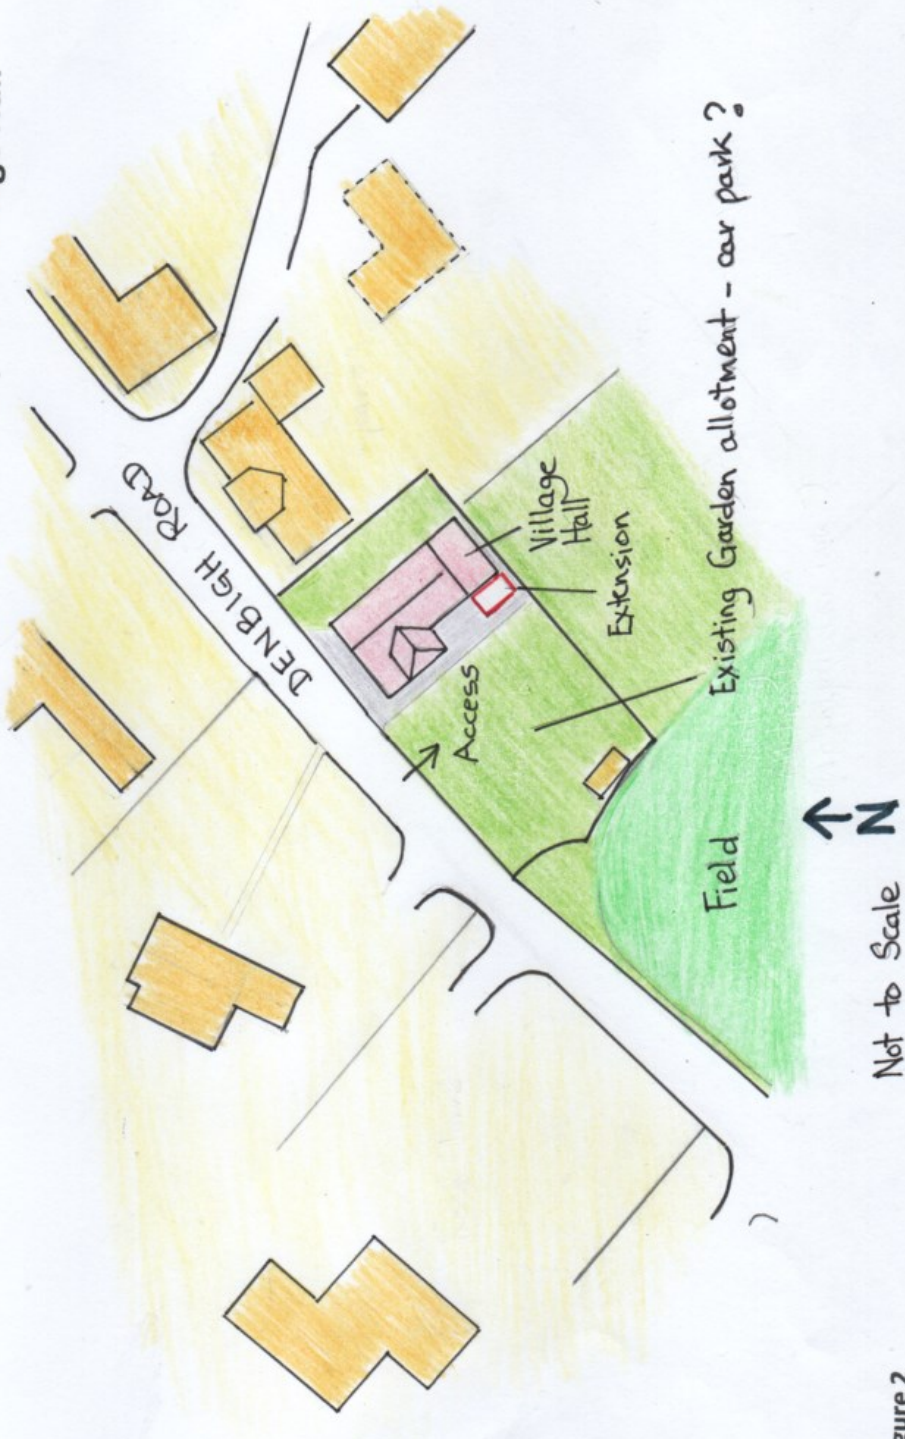 DENBIGH ROAD
Village
Hall
Extension
Access
Existing Garden allotment - car park ?
Field
N
Not to Scale